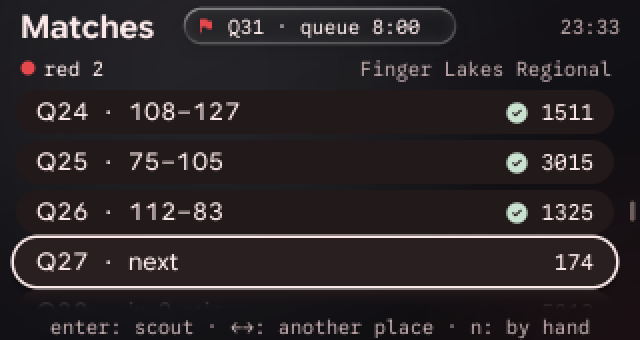 Matches
Q31 · queue 8:00
23:33
red 2
Finger Lakes Regional
Q24 · 108–127 1511
Q25 · 75–105 3015
Q26 · 112–83 1325
Q27 · next 174
enter: scout · ↔: another place · n: by hand